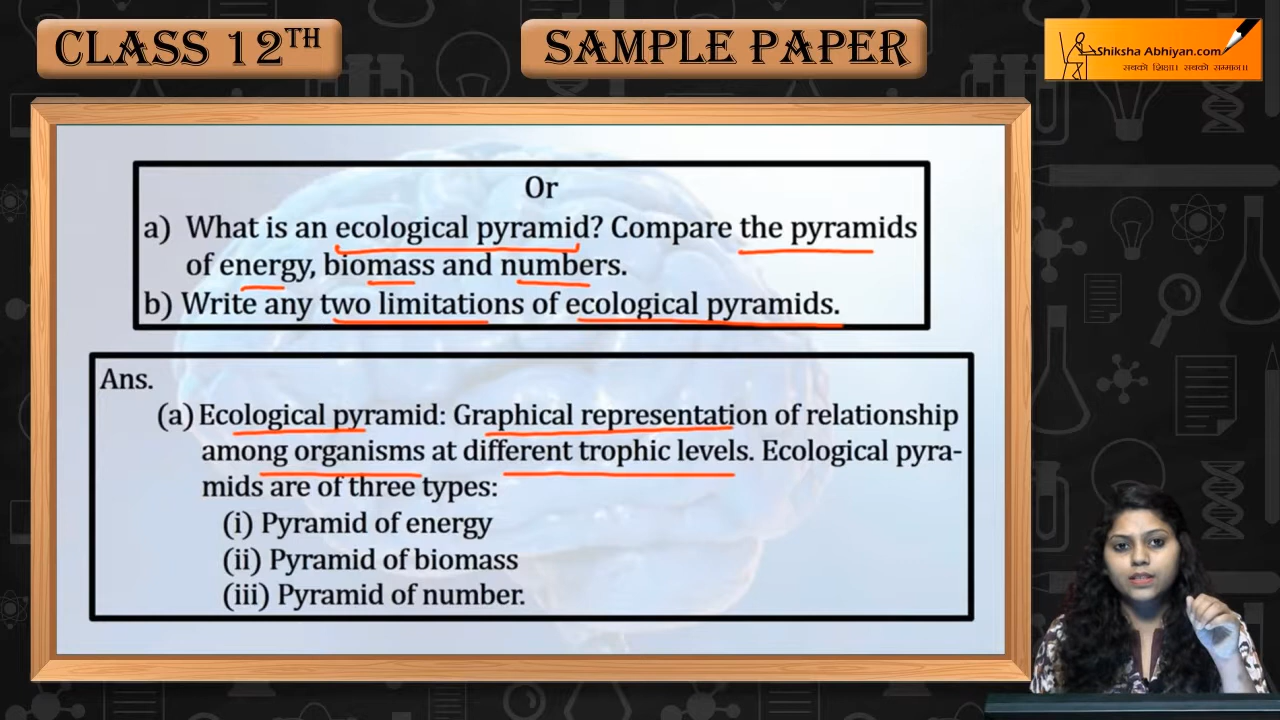 CLASS 12TH
SAMPLE PAPER
Shiksha Abhiyan.com
सबको शिक्षा। सबको सम्मान॥
Or
a) What is an ecological pyramid? Compare the pyramids
of energy, biomass and numbers.
b) Write any two limitations of ecological pyramids.
Ans.
(a) Ecological pyramid: Graphical representation of relationship
among organisms at different trophic levels. Ecological pyra-
mids are of three types:
(i) Pyramid of energy
(ii) Pyramid of biomass
(iii) Pyramid of number.